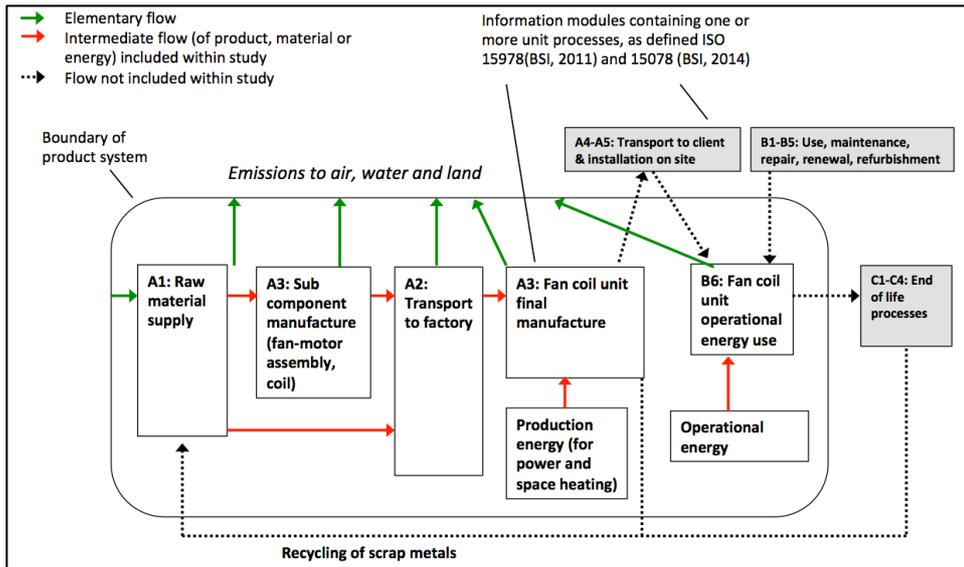 Elementary flow
Intermediate flow (of product, material or
energy) included within study
Flow not included within study
Information modules containing one or
more unit processes, as defined ISO
15978(BSI, 2011) and 15078 (BSI, 2014)
Boundary of
product system
Emissions to air, water and land
A4-A5: Transport to client
& installation on site
B1-B5: Use, maintenance,
repair, renewal, refurbishment
A1: Raw
material
supply
A3: Sub
component
manufacture
(fan-motor
assembly,
coil)
A2:
Transport
to factory
A3: Fan coil unit
final
manufacture
B6: Fan coil
unit
operational
energy use
C1-C4: End
of life
processes
Production
energy (for
power and
space heating)
Operational
energy
Recycling of scrap metals